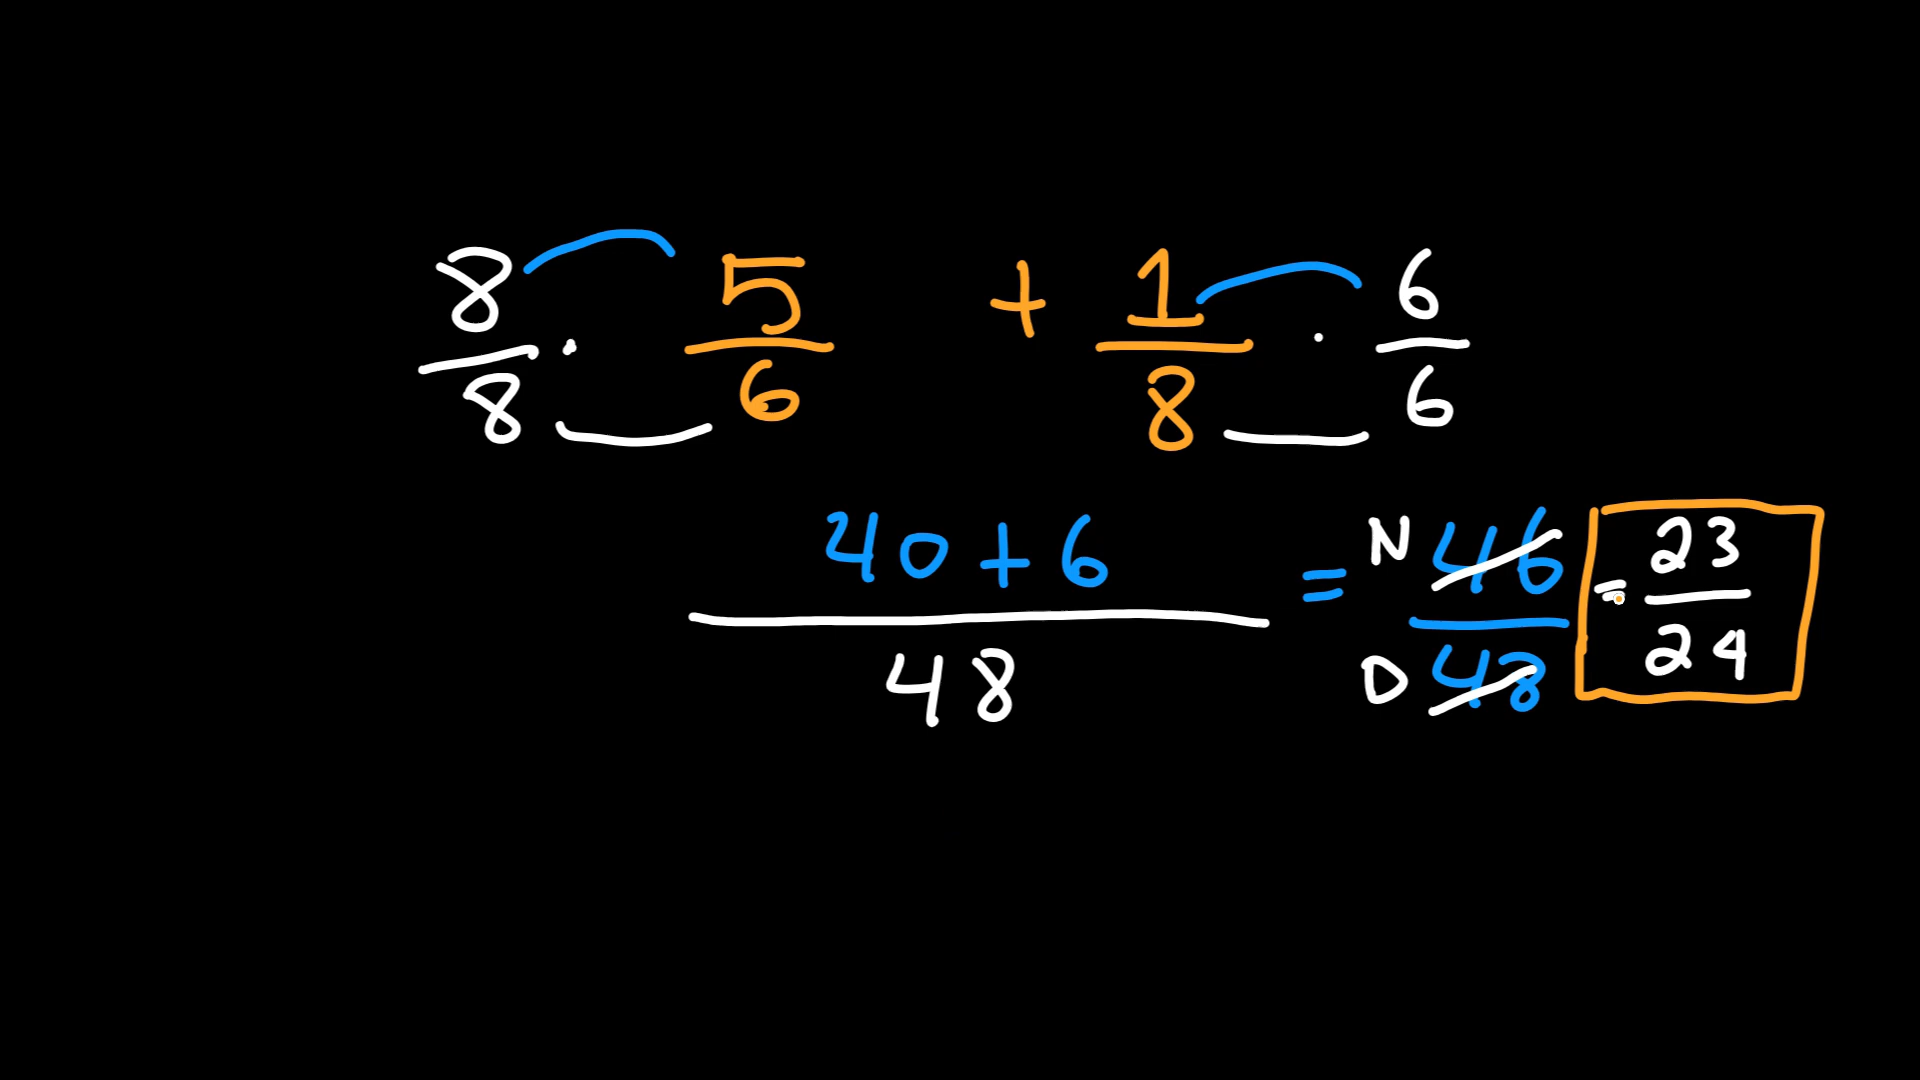 8/8 · 5/6 + 1/8 · 6/6
(40+6)/48 = N 46 / D 48 = 23/24